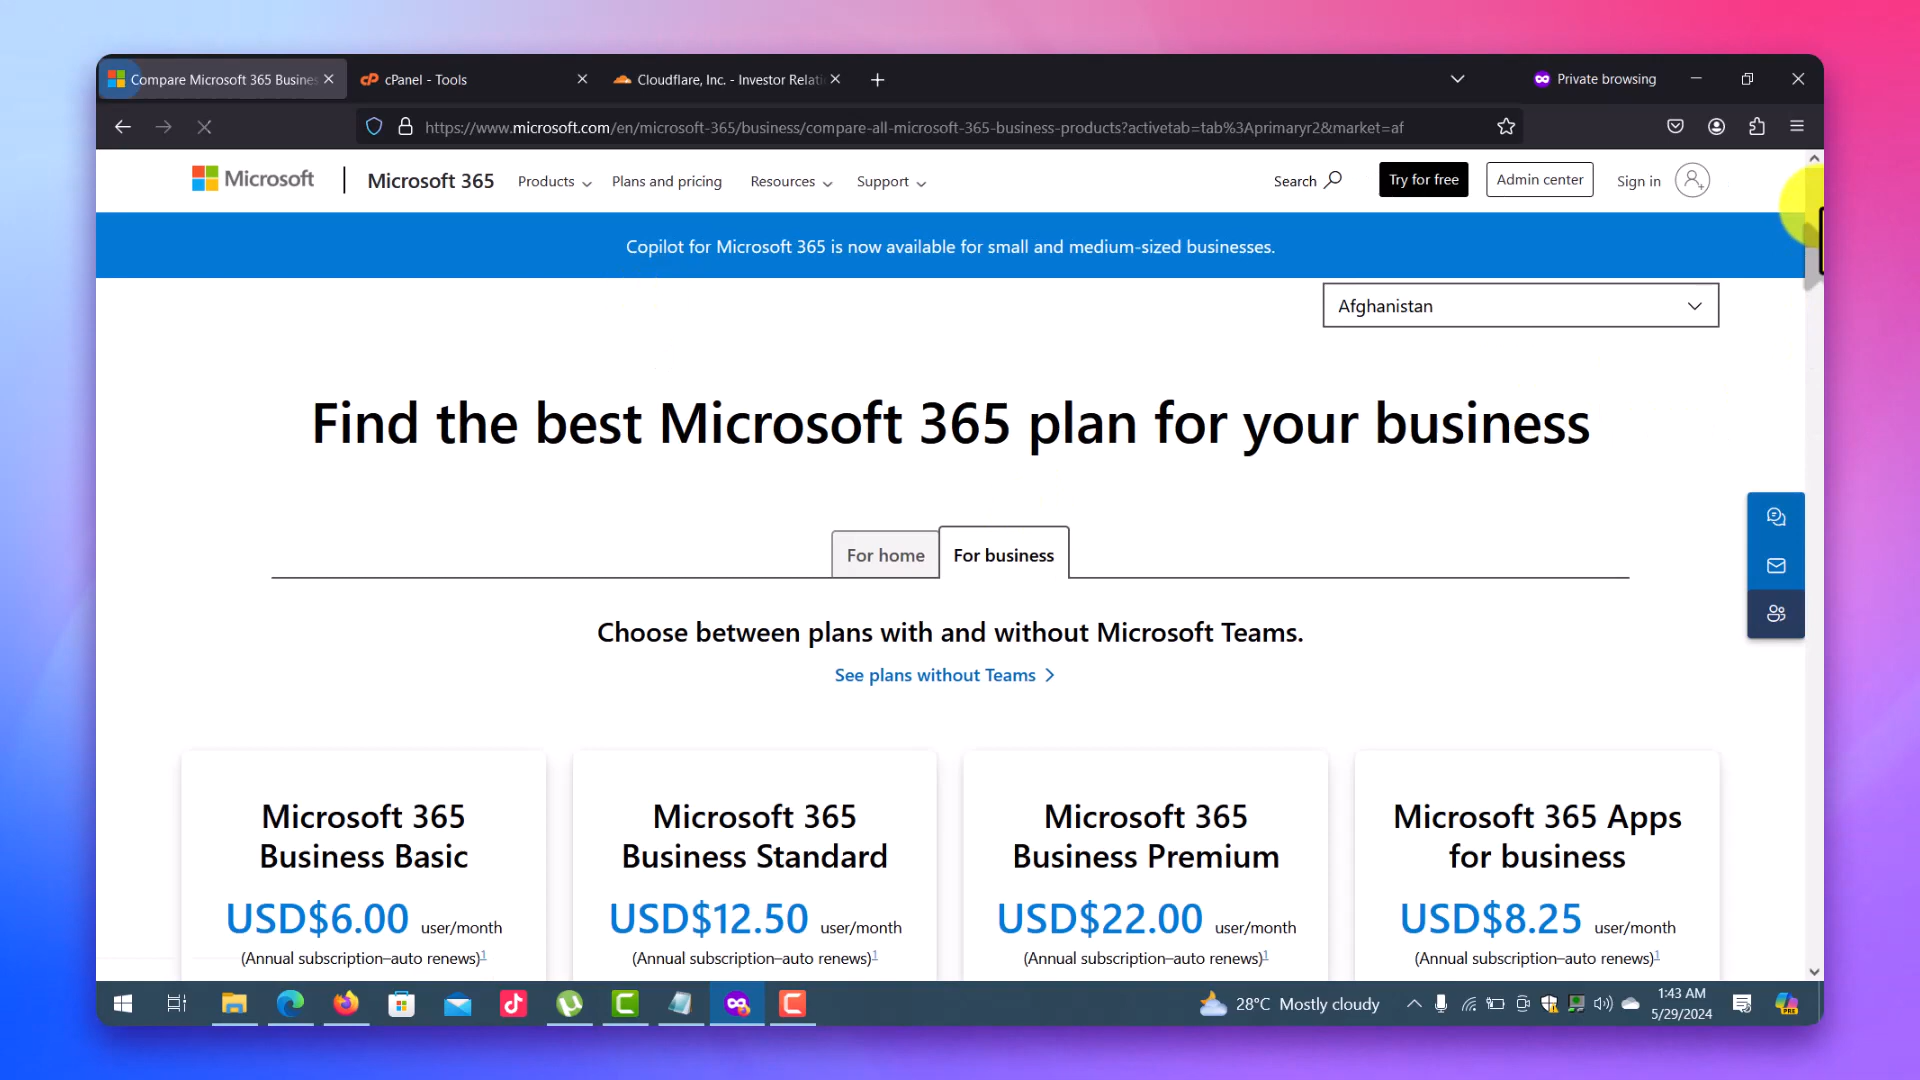 Compare Microsoft 365 Busines
cPanel - Tools
Cloudflare, Inc. - Investor Relati
Private browsing
https://www.microsoft.com/en/microsoft-365/business/compare-all-microsoft-365-business-products?activetab=tab%3Aprimaryr2&market=af
Microsoft
Microsoft 365
Products
Plans and pricing
Resources
Support
Search
Try for free
Admin center
Sign in
Copilot for Microsoft 365 is now available for small and medium-sized businesses.
Afghanistan
Find the best Microsoft 365 plan for your business
For home
For business
Choose between plans with and without Microsoft Teams.
See plans without Teams
Microsoft 365
Business Basic
USD$6.00 user/month
(Annual subscription–auto renews)1
Microsoft 365
Business Standard
USD$12.50 user/month
(Annual subscription–auto renews)1
Microsoft 365
Business Premium
USD$22.00 user/month
(Annual subscription–auto renews)1
Microsoft 365 Apps
for business
USD$8.25 user/month
(Annual subscription–auto renews)1
28°C Mostly cloudy
1:43 AM
5/29/2024
PRE